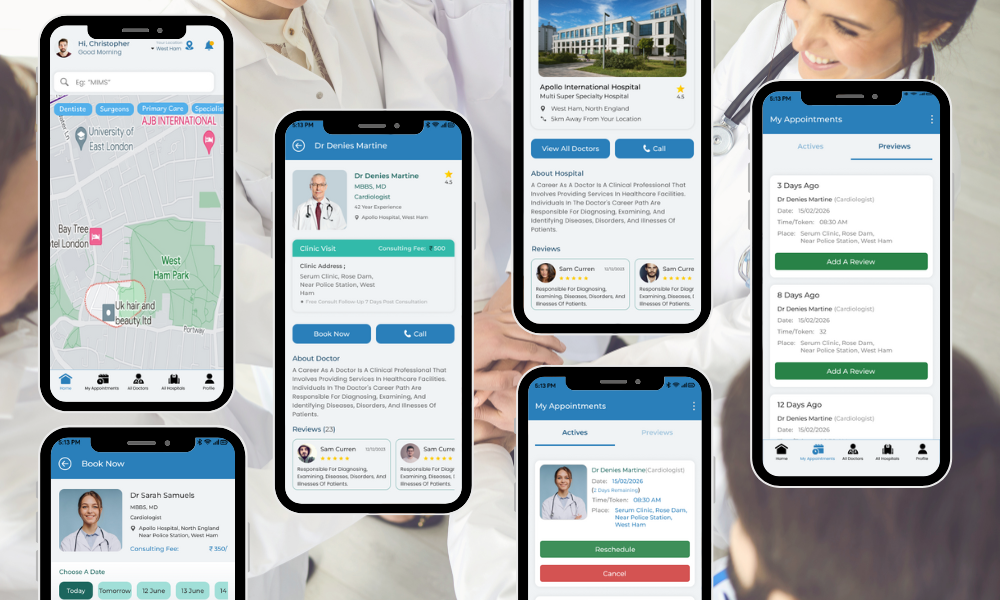 Hi, Christopher
Good Morning
Your Location
West Ham
Eg: "MIMS"
Dentists
Surgeons
Primary Care
Specialist
AJB INTERNATIONAL
University of
East London
Bay Tree
tel London
West
Ham Park
Uk hair and
beauty ltd
Portway
Home
My Appointments
All Doctors
All Hospitals
Profile
5:13 PM
Book Now
Dr Sarah Samuels
MBBS, MD
Cardiologist
Apollo Hospital, North England
Near Police Station, West Ham
Consulting Fee:
₹ 350/
Choose A Date
Today
Tomorrow
12 June
13 June
14
5:13 PM
Dr Denies Martine
Dr Denies Martine
MBBS, MD
Cardiologist
42 Year Experience
Apollo Hospital, West Ham
4.5
Clinic Visit
Consulting Fee: ₹ 500
Clinic Address ;
Serum Clinic, Rose Dam,
Near Police Station, West
Ham
Free Consult Follow-Up 7 Days Post Consultation
Book Now
Call
About Doctor
A Career As A Doctor Is A Clinical Professional That
Involves Providing Services In Healthcare Facilities.
Individuals In The Doctor's Career Path Are
Responsible For Diagnosing, Examining, And
Identifying Diseases, Disorders, And Illnesses Of
Patients.
Reviews (23)
Sam Curren
Responsible For Diagnosing,
Examining, Diseases, Disorders, And
Illnesses Of Patients.
Sam Curre
Responsible For Diagr
Examining, Diseases, D
Illnesses Of Patients.
Apollo International Hospital
Multi Super Specialty Hospital
4.5
West Ham, North England
5km Away From Your Location
View All Doctors
Call
About Hospital
A Career As A Doctor Is A Clinical Professional That
Involves Providing Services In Healthcare Facilities.
Individuals In The Doctor's Career Path Are
Responsible For Diagnosing, Examining, And
Identifying Diseases, Disorders, And Illnesses Of
Patients.
Reviews
Sam Curren
Responsible For Diagnosing,
Examining, Diseases, Disorders, And
Illnesses Of Patients.
Sam Curre
Responsible For Diagr
Examining, Diseases, D
Illnesses Of Patients.
5:13 PM
My Appointments
Actives
Previews
Dr Denies Martine(Cardiologist)
Date: 15/02/2026
(2 Days Remaining)
Time/Token: 08:30 AM
Place: Serum Clinic, Rose Dam,
Near Police Station,
West Ham
Reschedule
Cancel
5:13 PM
My Appointments
Actives
Previews
3 Days Ago
Dr Denies Martine (Cardiologist)
Date: 15/02/2026
Time/Token: 08:30 AM
Place: Serum Clinic, Rose Dam,
Near Police Station, West Ham
Add A Review
8 Days Ago
Dr Denies Martine (Cardiologist)
Date: 15/02/2026
Time/Token: 32
Place: Serum Clinic, Rose Dam,
Near Police Station, West Ham
Add A Review
12 Days Ago
Dr Denies Martine (Cardiologist)
Date: 15/02/2026
Home
My Appointments
All Doctors
All Hospitals
Profile